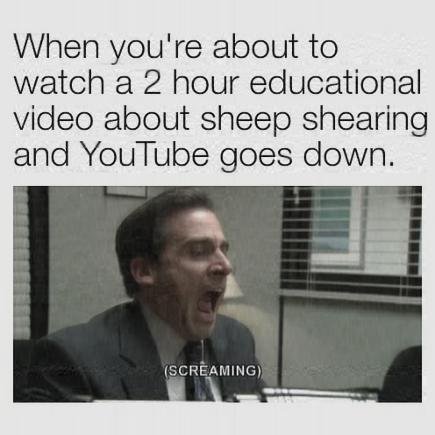 When you're about to
watch a 2 hour educational
video about sheep shearing
and YouTube goes down.
(SCREAMING)